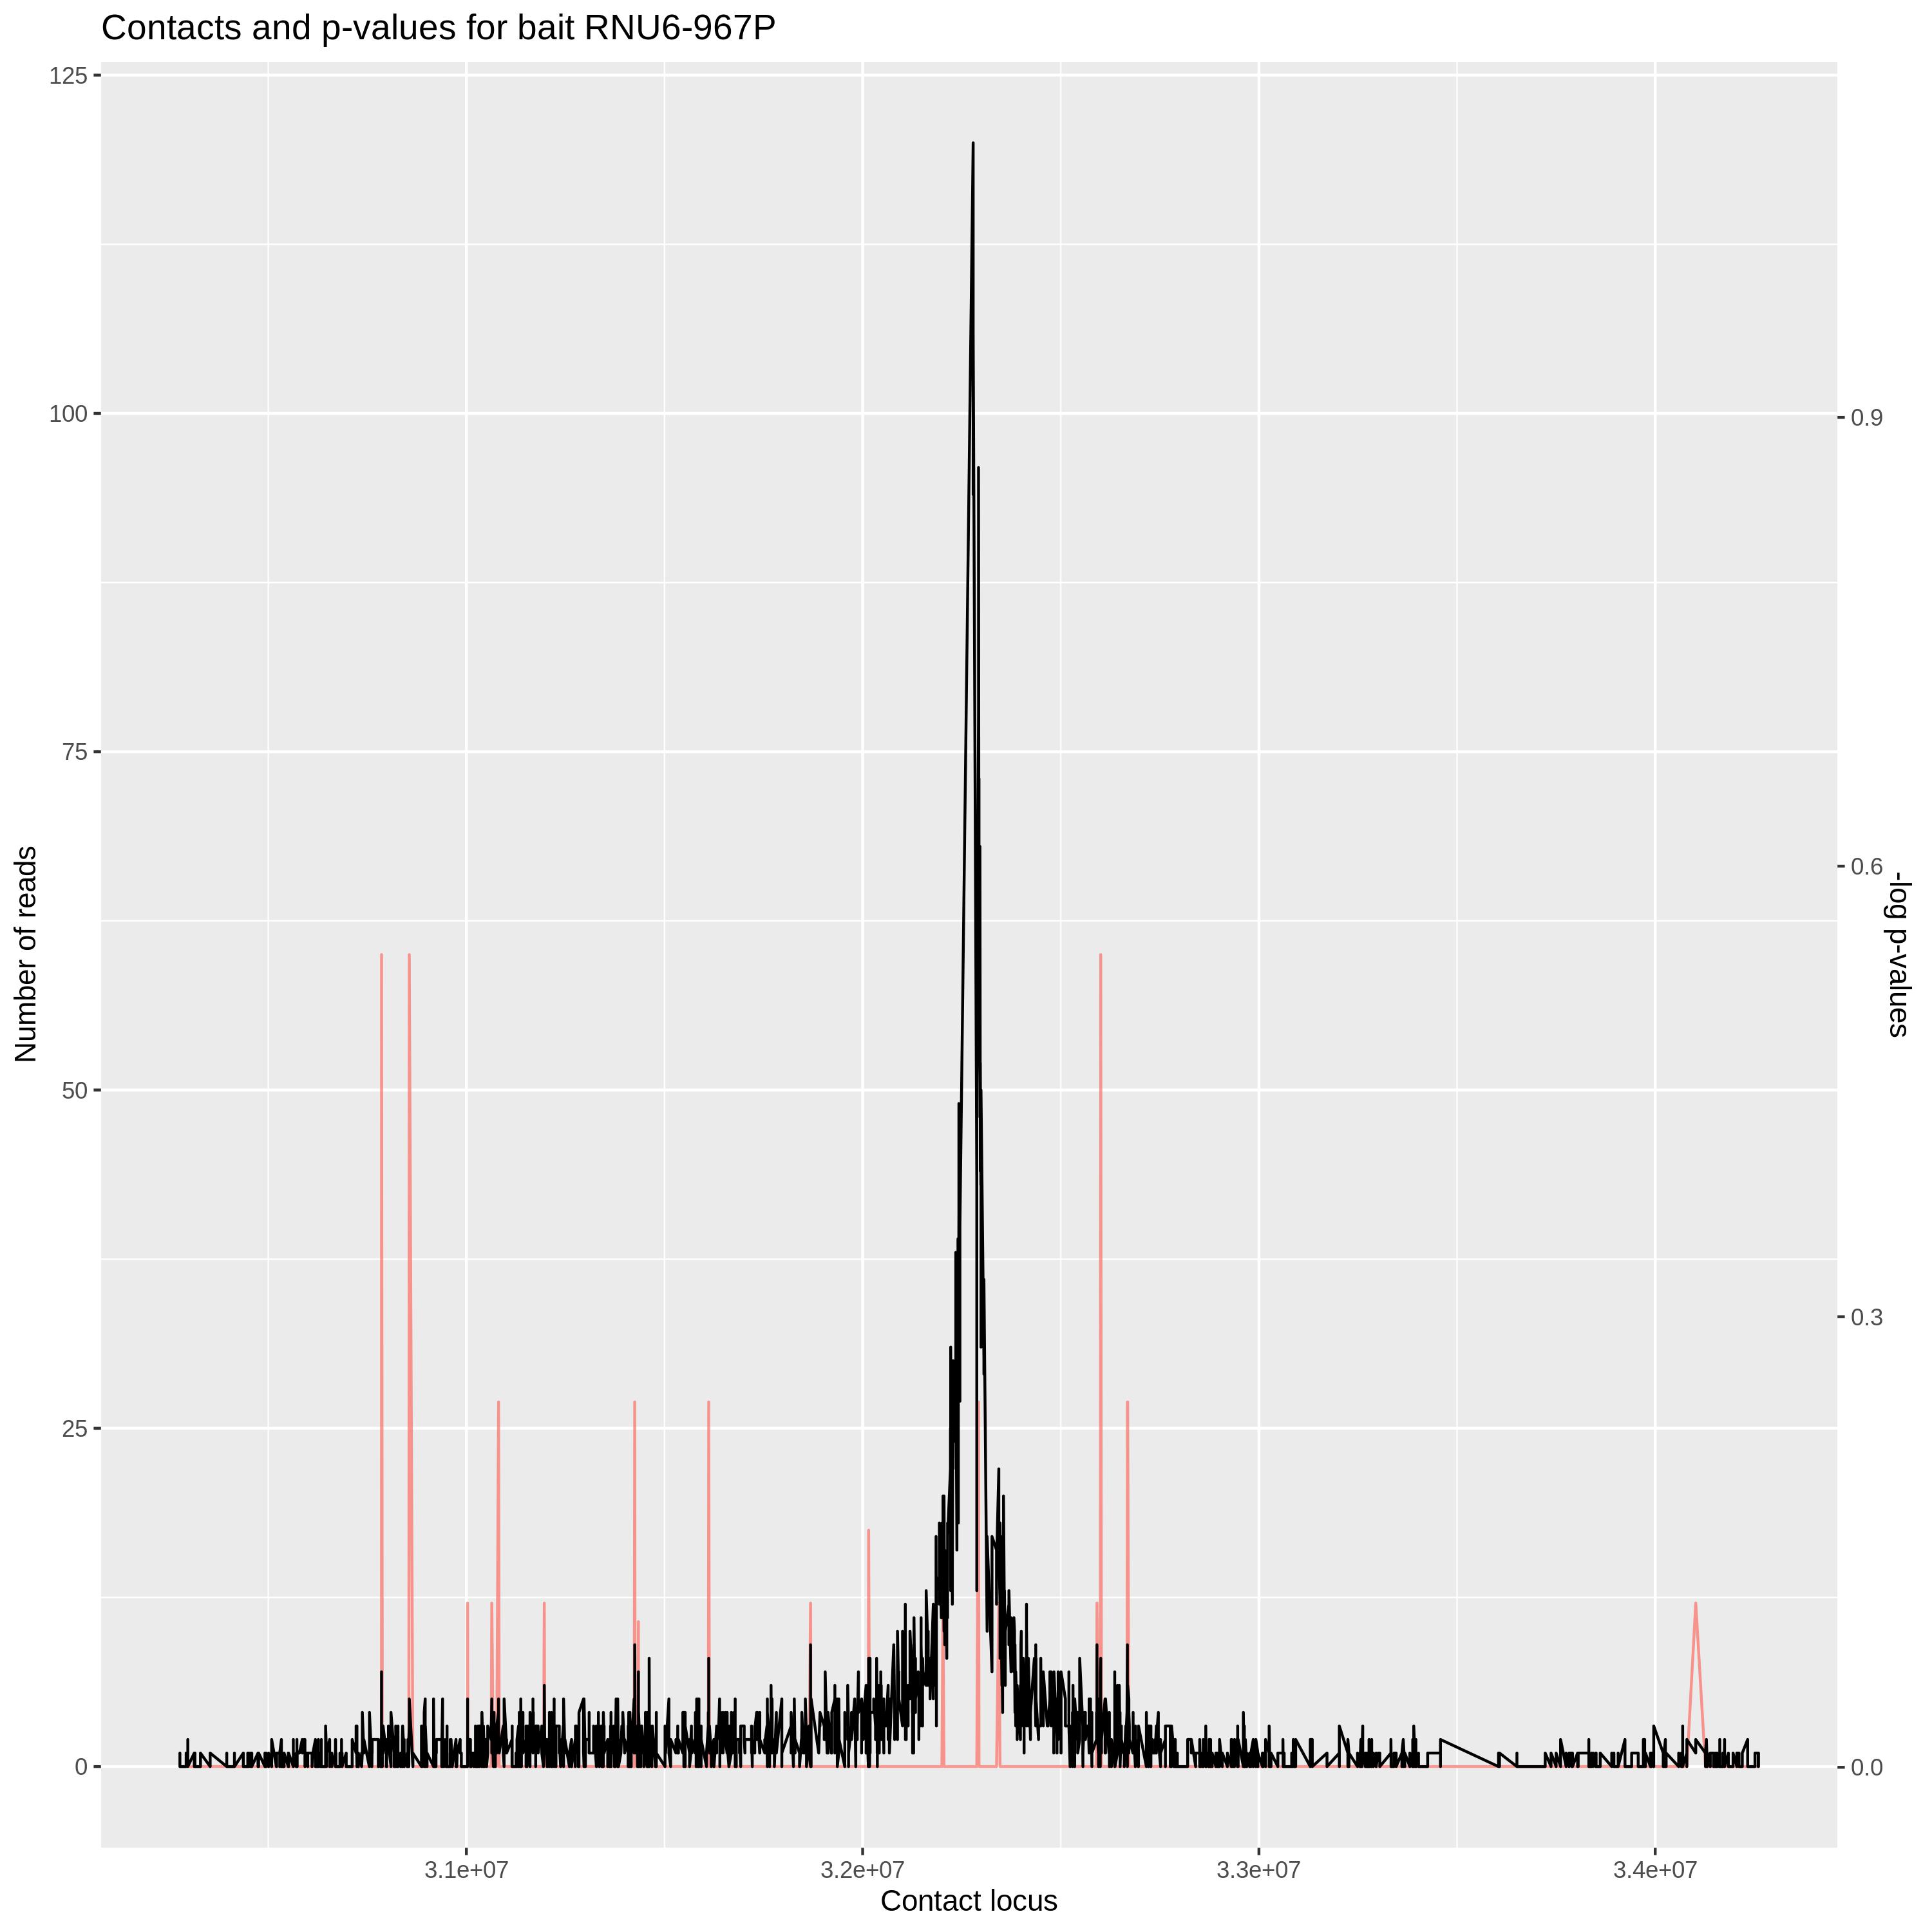 Contacts and p-values for bait RNU6-967P
125
100
75
50
25
0
Number of reads
0.9
0.6
0.3
0.0
-log p-values
3.1e+07
3.2e+07
3.3e+07
3.4e+07
Contact locus